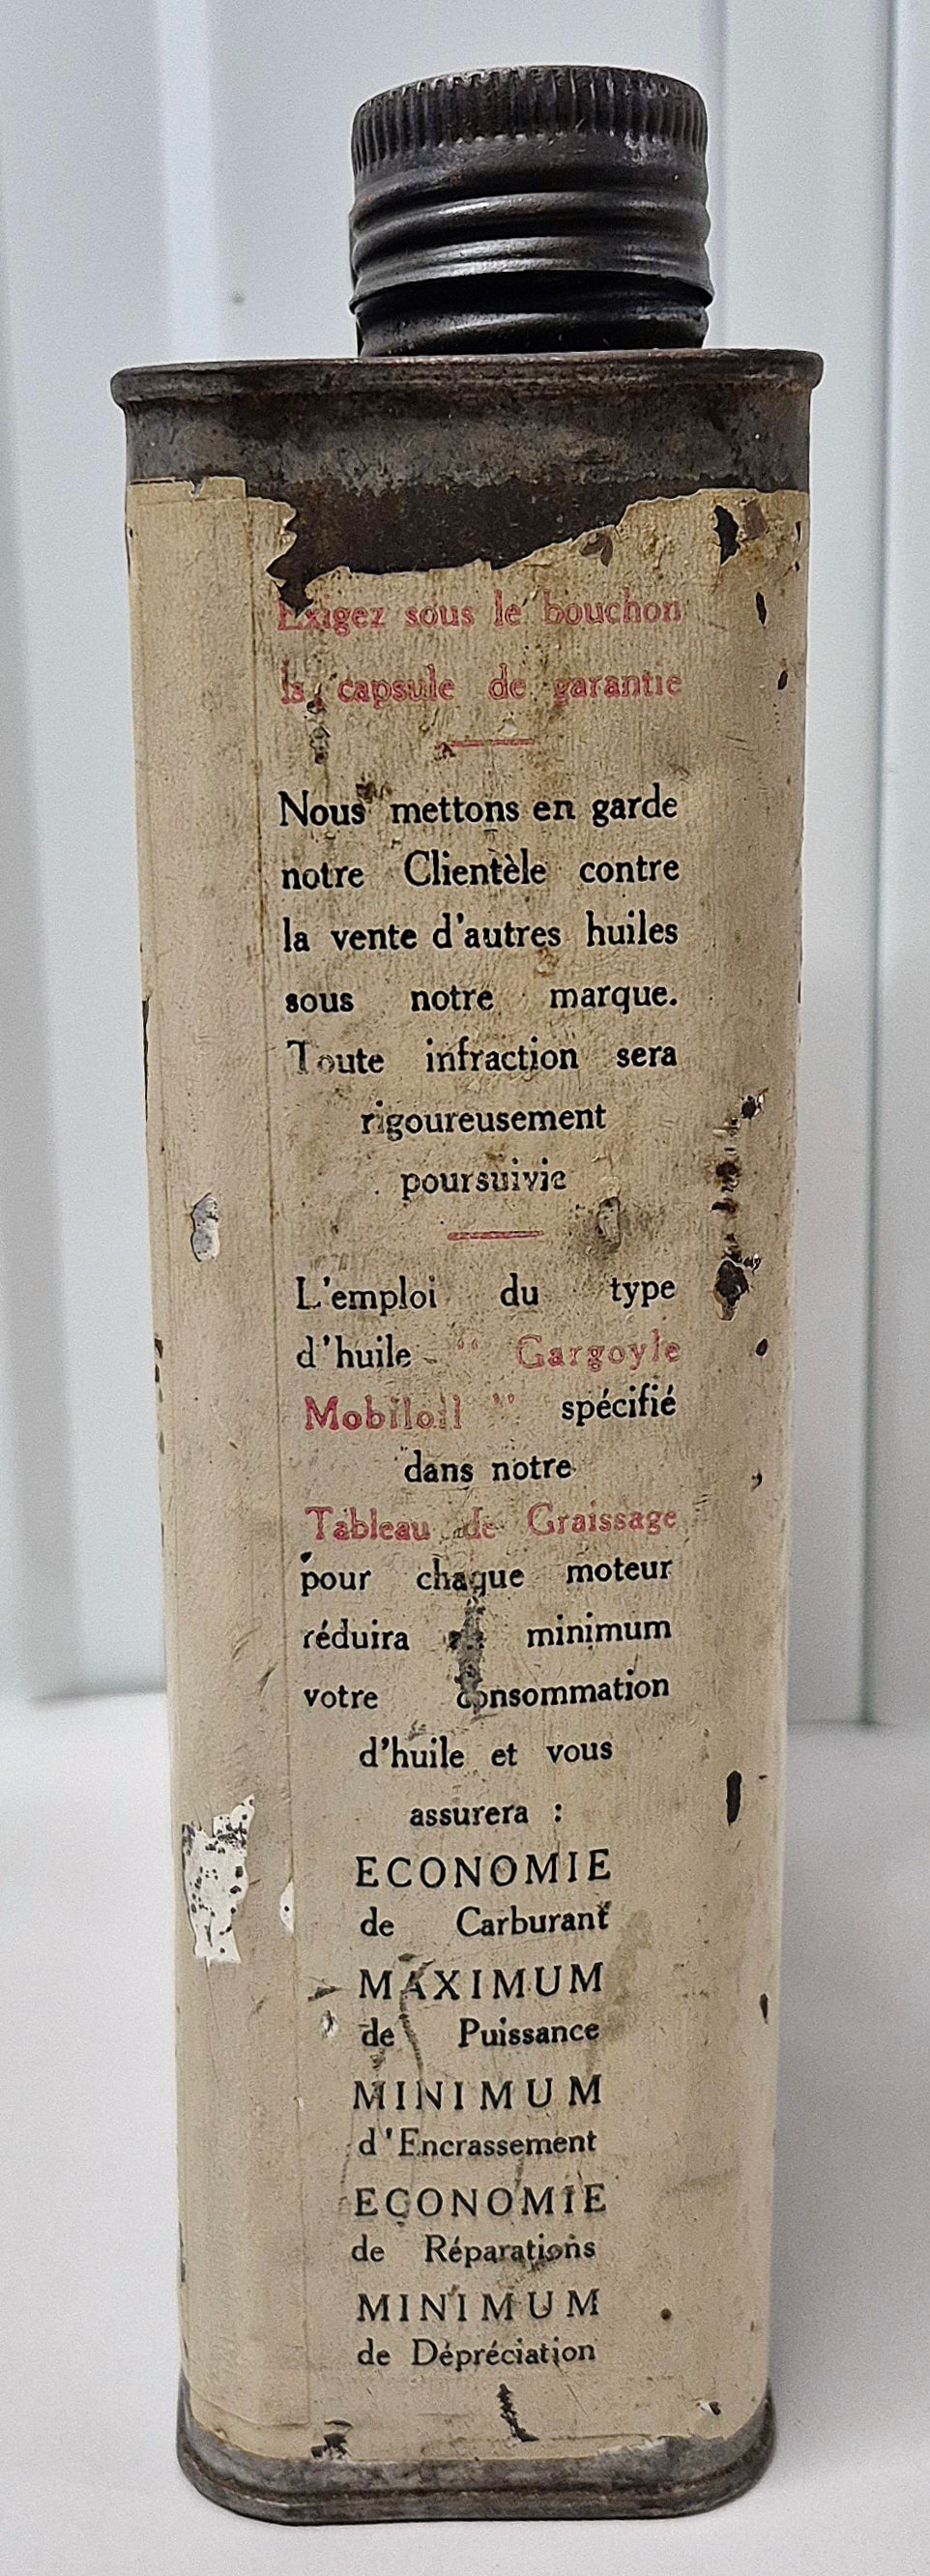 Exigez sous le bouchon
la capsule de garantie
Nous mettons en garde
notre Clientèle contre
la vente d'autres huiles
sous notre marque.
Toute infraction sera
rigoureusement
poursuivie
L'emploi du type
d'huile “ Gargoyle
Mobiloil ” spécifié
dans notre
Tableau de Graissage
pour chaque moteur
réduira au minimum
votre consommation
d'huile et vous
assurera :
ECONOMIE
de Carburant
MAXIMUM
de Puissance
MINIMUM
d'Encrassement
ECONOMIE
de Réparations
MINIMUM
de Dépréciation